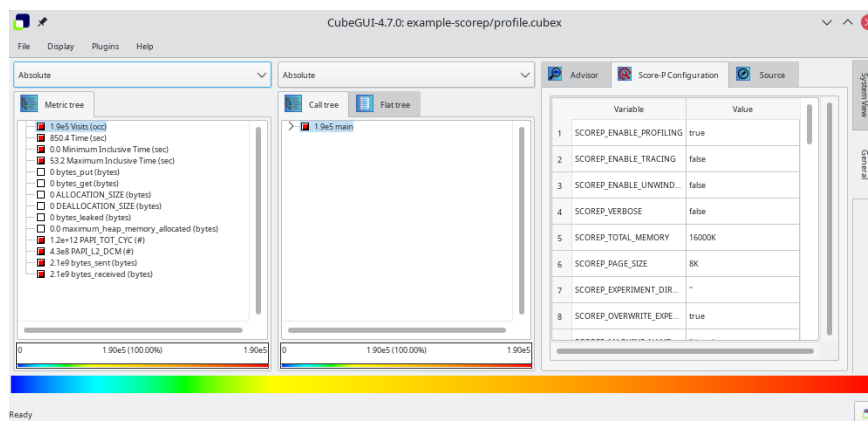 CubeGUI-4.7.0: example-scorep/profile.cubex
File Display Plugins Help
Absolute
Metric tree
1.9e5 Visits (occ)
850.4 Time (sec)
0.0 Minimum Inclusive Time (sec)
53.2 Maximum Inclusive Time (sec)
0 bytes_put (bytes)
0 bytes_get (bytes)
0 ALLOCATION_SIZE (bytes)
0 DEALLOCATION_SIZE (bytes)
0 bytes_leaked (bytes)
0.0 maximum_heap_memory_allocated (bytes)
1.2e+12 PAPI_TOT_CYC (#)
4.3e8 PAPI_L2_DCM (#)
2.1e9 bytes_sent (bytes)
2.1e9 bytes_received (bytes)
0 1.90e5 (100.00%) 1.90e5
Absolute
Call tree Flat tree
1.9e5 main
0 1.90e5 (100.00%) 1.90e5
Advisor Score-P Configuration Source
Variable Value
1 SCOREP_ENABLE_PROFILING true
2 SCOREP_ENABLE_TRACING false
3 SCOREP_ENABLE_UNWIND... false
4 SCOREP_VERBOSE false
5 SCOREP_TOTAL_MEMORY 16000K
6 SCOREP_PAGE_SIZE 8K
7 SCOREP_EXPERIMENT_DIR... "
8 SCOREP_OVERWRITE_EXPE... true
System View
General
Ready